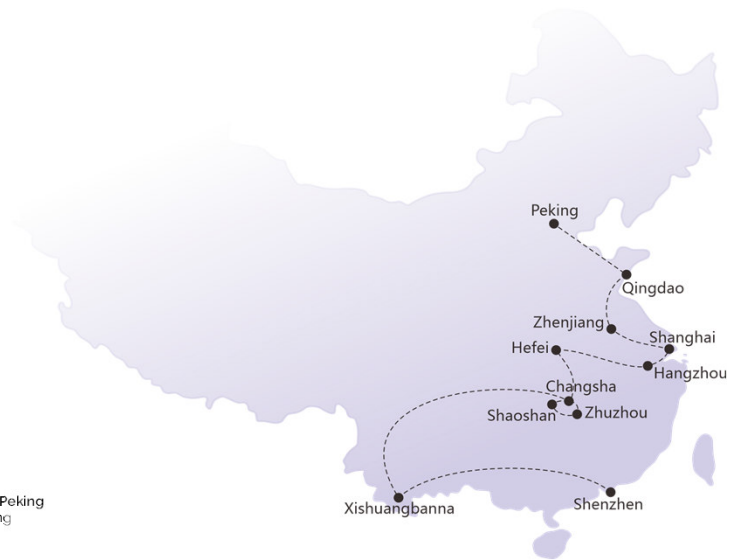 Peking
Qingdao
Zhenjiang
Shanghai
Hefei
Hangzhou
Changsha
Shaoshan
Zhuzhou
Peking
Xishuangbanna
Shenzhen